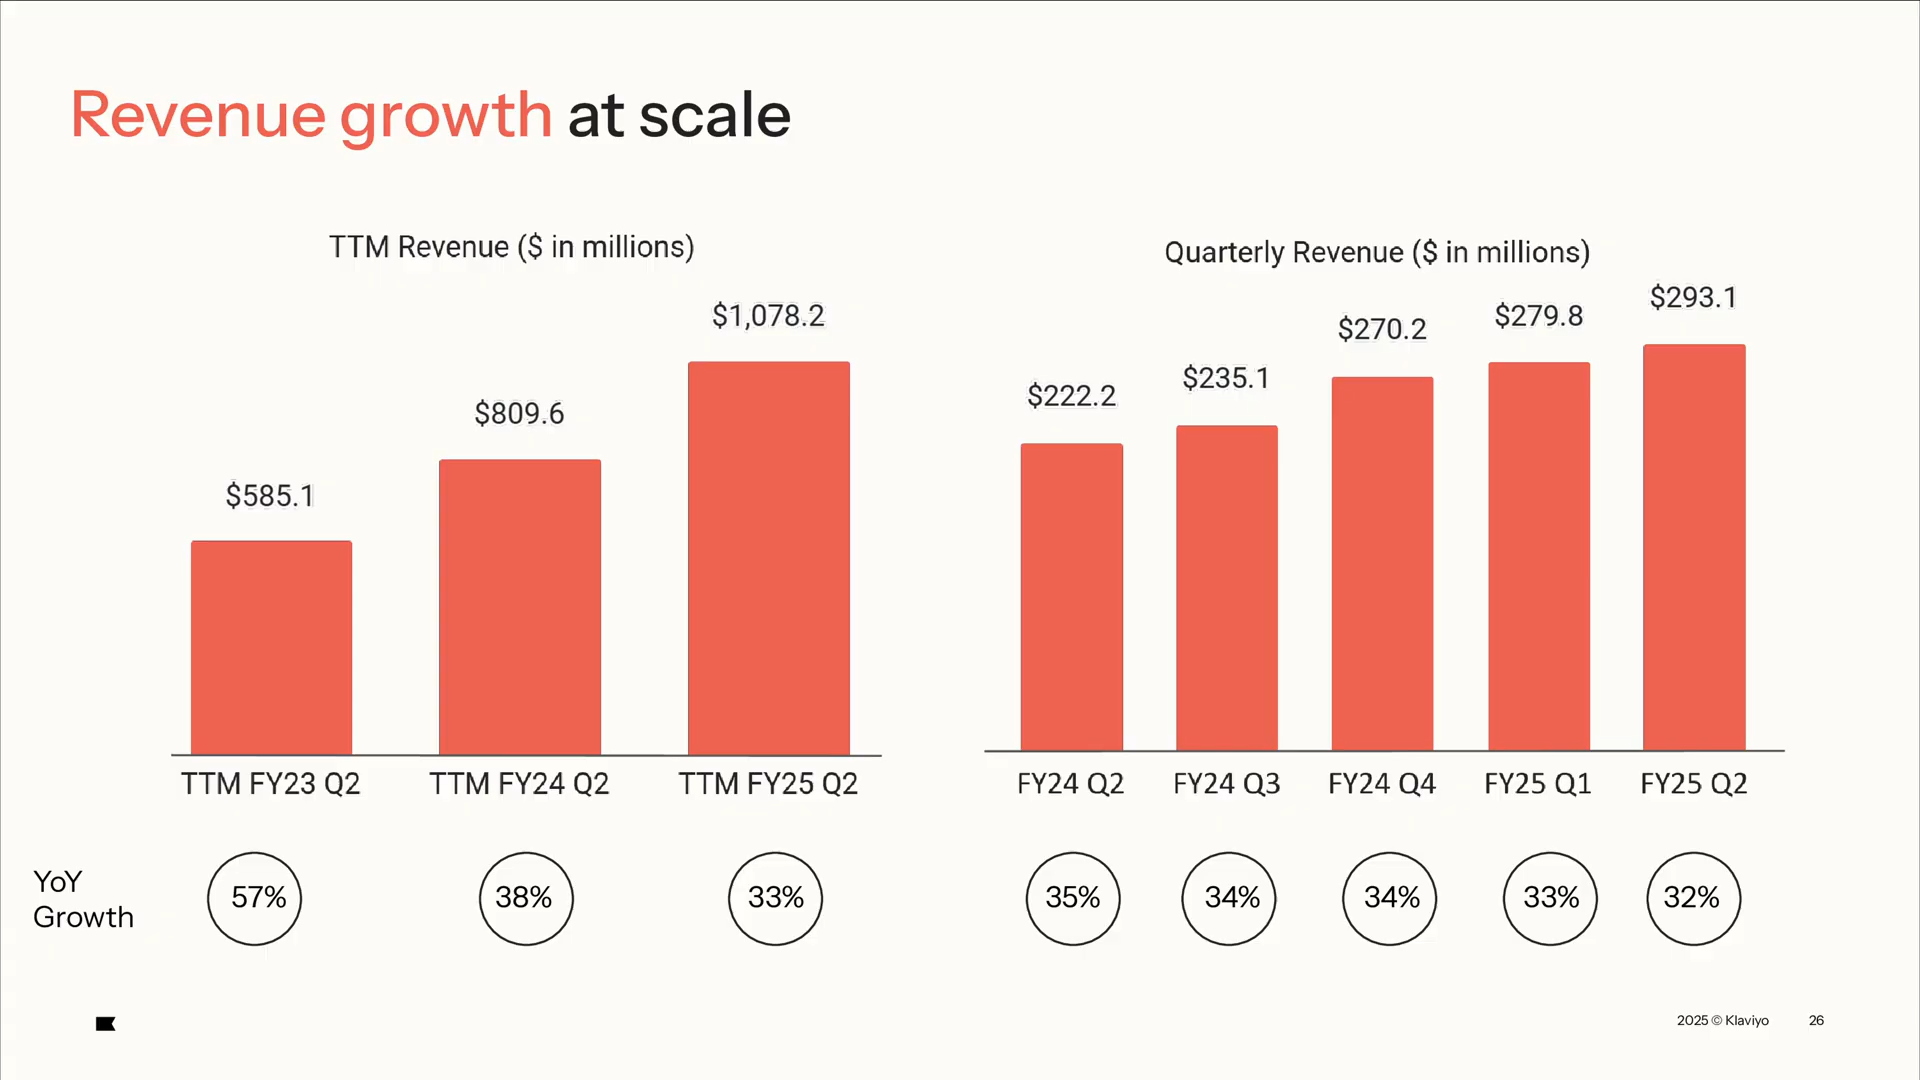 Revenue growth at scale
TTM Revenue ($ in millions)
$585.1
$809.6
$1,078.2
TTM FY23 Q2
TTM FY24 Q2
TTM FY25 Q2
Quarterly Revenue ($ in millions)
$222.2
$235.1
$270.2
$279.8
$293.1
FY24 Q2
FY24 Q3
FY24 Q4
FY25 Q1
FY25 Q2
YoY
Growth
57%
38%
33%
35%
34%
34%
33%
32%
2025 © Klaviyo
26